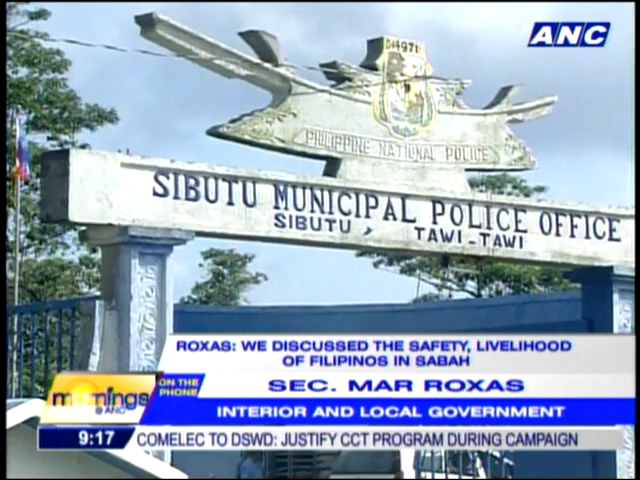 ANC
1971
PHILIPPINE NATIONAL POLICE
SIBUTU MUNICIPAL POLICE OFFICE
SIBUTU, TAWI-TAWI
ROXAS: WE DISCUSSED THE SAFETY, LIVELIHOOD
OF FILIPINOS IN SABAH
mornings
@ANC
ON THE
PHONE
SEC. MAR ROXAS
INTERIOR AND LOCAL GOVERNMENT
9:17
COMELEC TO DSWD: JUSTIFY CCT PROGRAM DURING CAMPAIGN